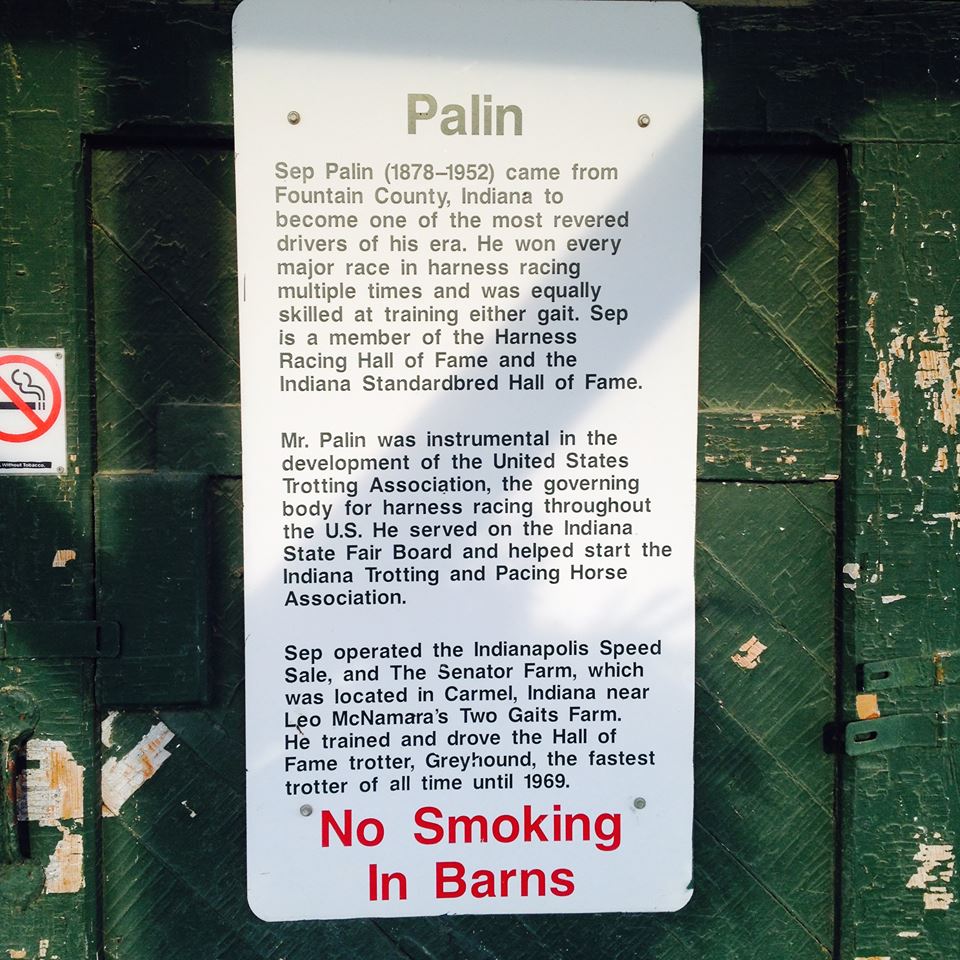 Palin
Sep Palin (1878–1952) came from
Fountain County, Indiana to
become one of the most revered
drivers of his era. He won every
major race in harness racing
multiple times and was equally
skilled at training either gait. Sep
is a member of the Harness
Racing Hall of Fame and the
Indiana Standardbred Hall of Fame.
Mr. Palin was instrumental in the
development of the United States
Trotting Association, the governing
body for harness racing throughout
the U.S. He served on the Indiana
State Fair Board and helped start the
Indiana Trotting and Pacing Horse
Association.
Sep operated the Indianapolis Speed
Sale, and The Senator Farm, which
was located in Carmel, Indiana near
Leo McNamara's Two Gaits Farm.
He trained and drove the Hall of
Fame trotter, Greyhound, the fastest
trotter of all time until 1969.
No Smoking
In Barns
Without Tobacco.